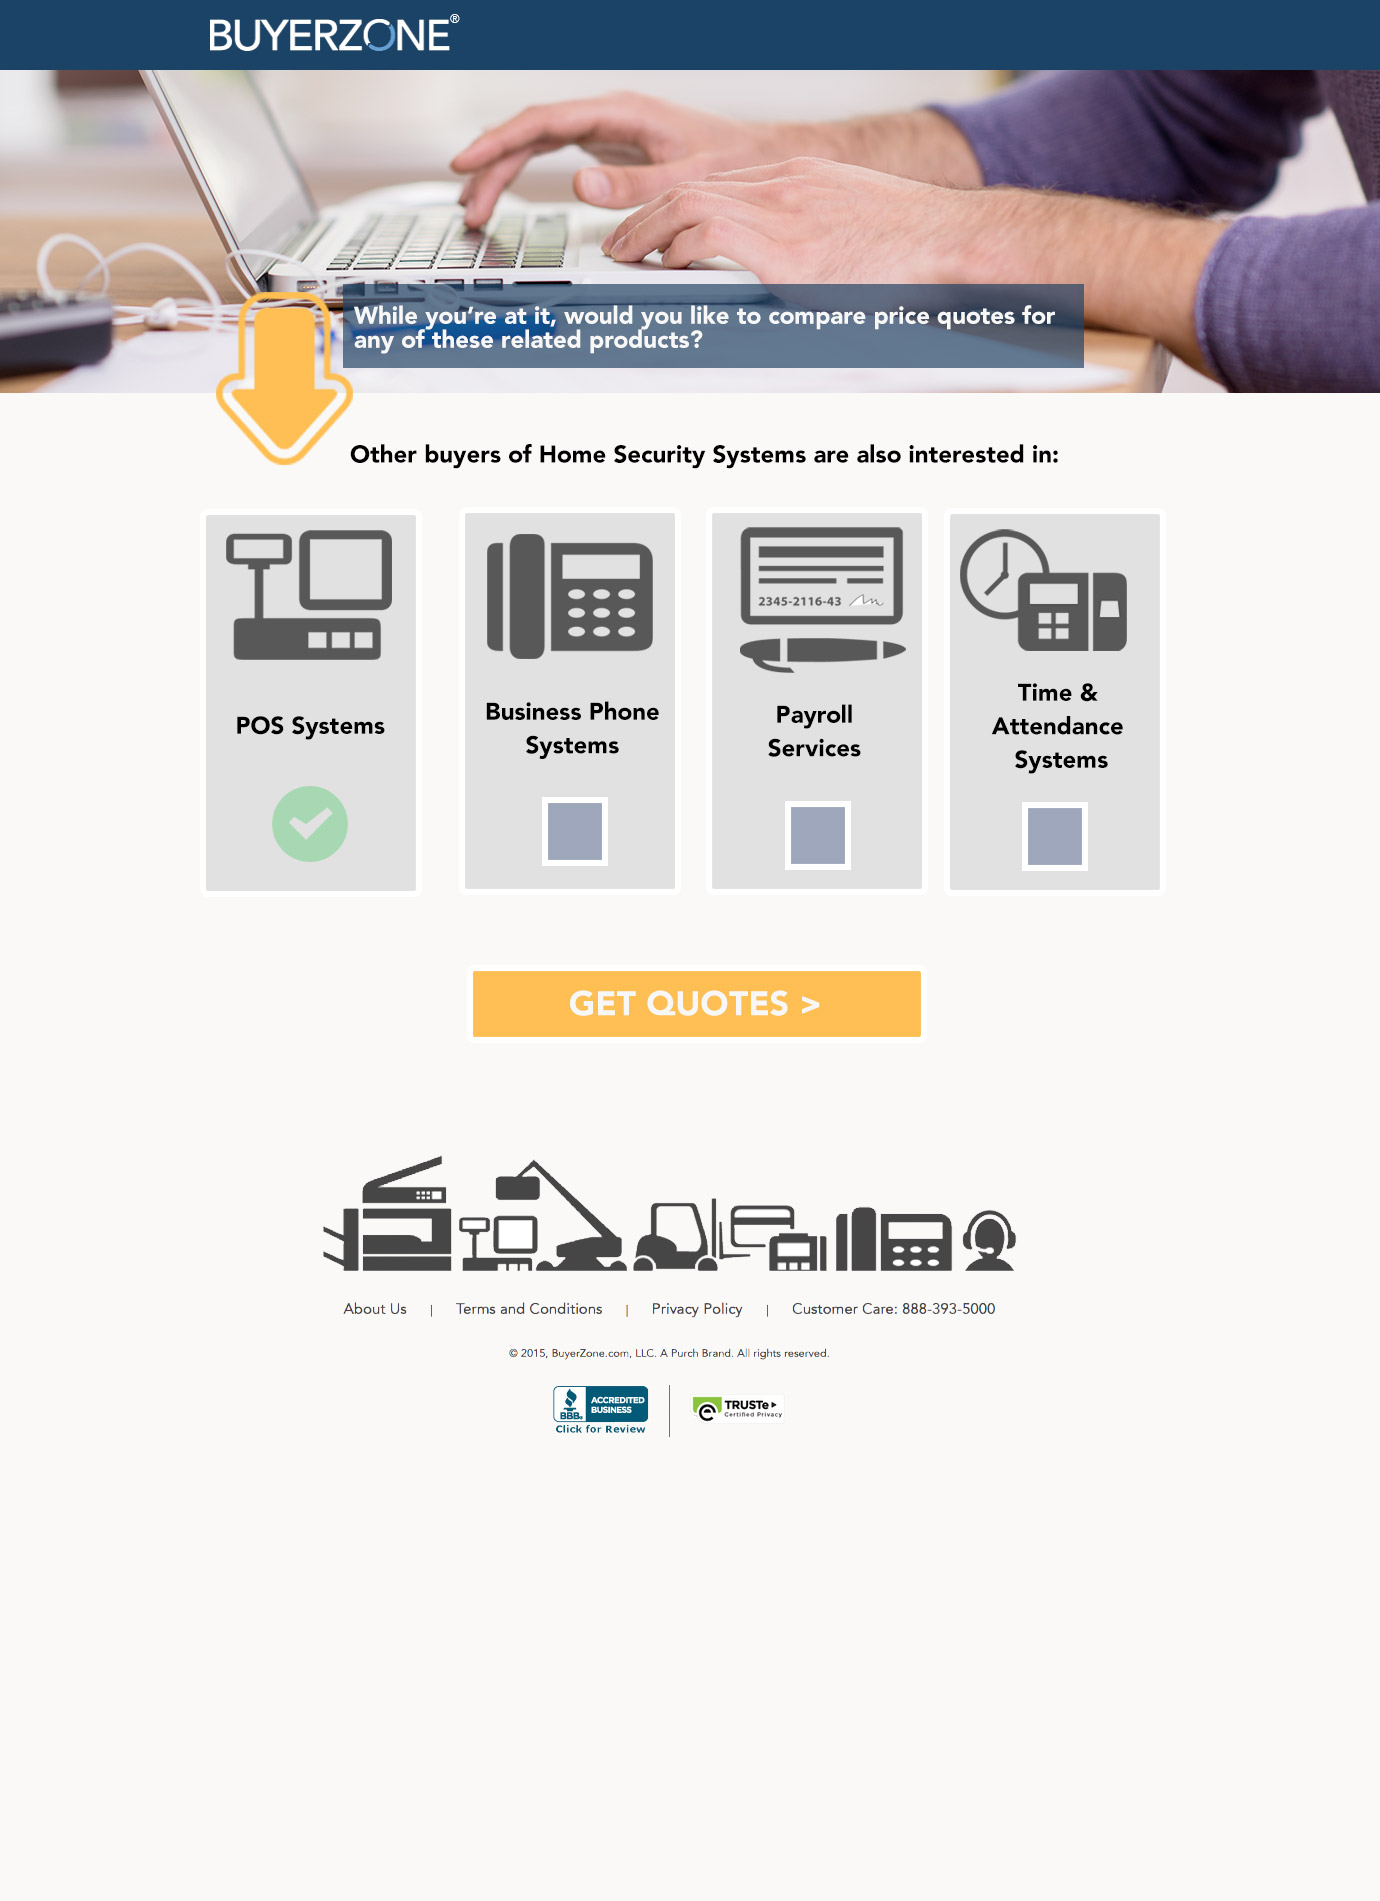 BUYERZONE®
While you're at it, would you like to compare price quotes for
any of these related products?
Other buyers of Home Security Systems are also interested in:
POS Systems
Business Phone
Systems
2345-2116-43
Payroll
Services
Time &
Attendance
Systems
GET QUOTES >
About Us | Terms and Conditions | Privacy Policy | Customer Care: 888-393-5000
© 2015, BuyerZone.com, LLC. A Purch Brand. All rights reserved.
BBB. ACCREDITED
BUSINESS
Click for Review
e TRUSTe
Certified Privacy